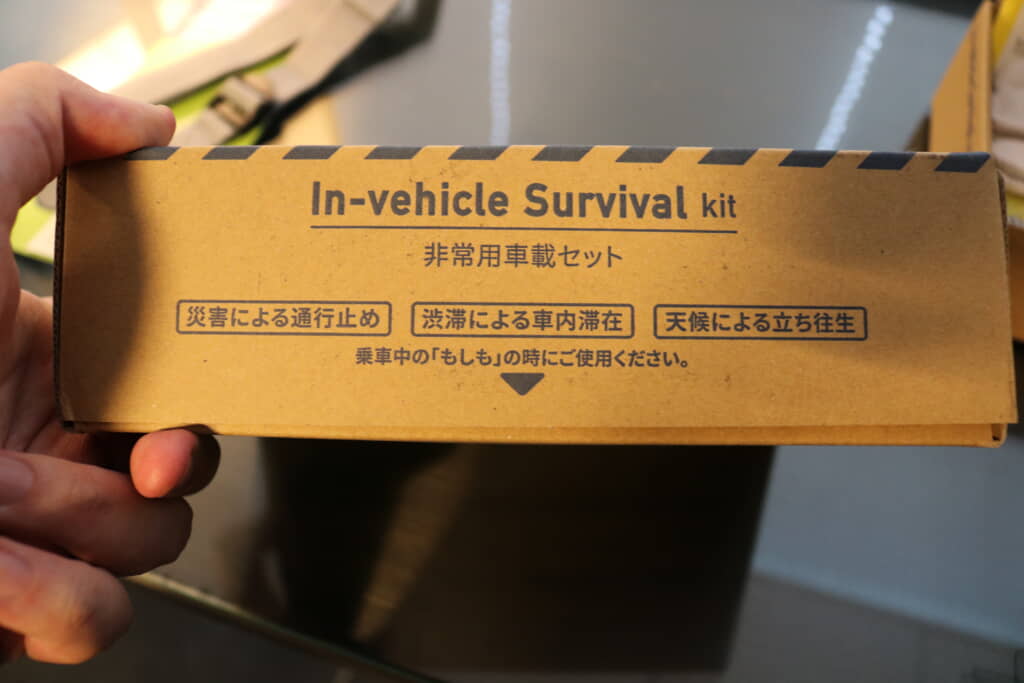 In-vehicle Survival kit
非常用車載セット
災害による通行止め 渋滞による車内滞在 天候による立ち往生
乗車中の「もしも」の時にご使用ください。